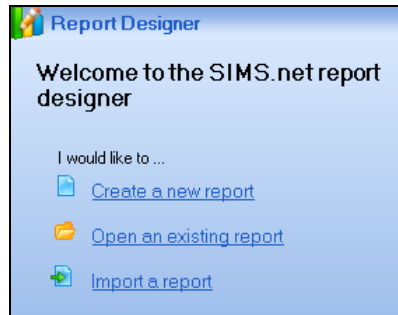 Report Designer
Welcome to the SIMS.net report
designer
I would like to ...
Create a new report
Open an existing report
Import a report